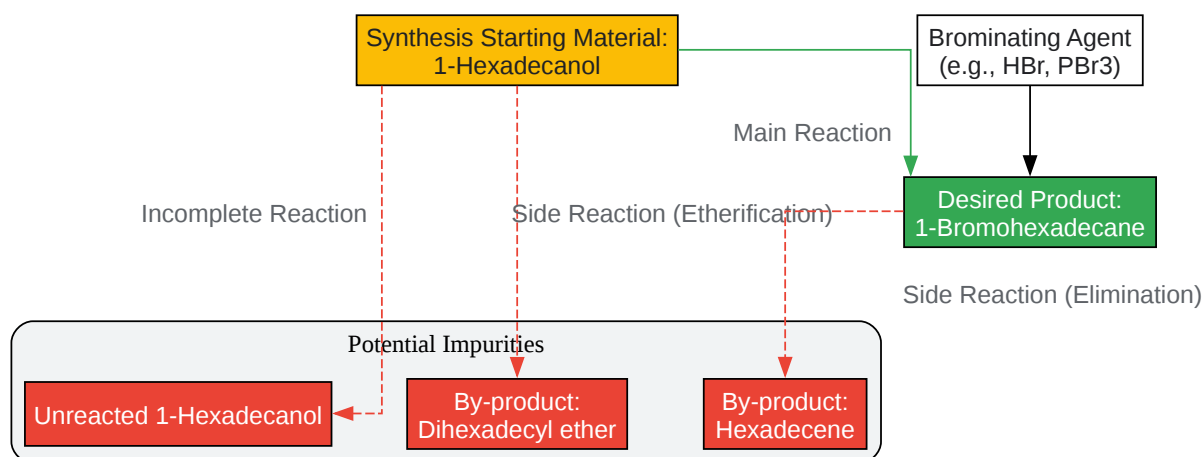 Synthesis Starting Material:
1-Hexadecanol
Brominating Agent
(e.g., HBr, PBr3)
Main Reaction
Incomplete Reaction
Side Reaction (Etherification)
Desired Product:
1-Bromohexadecane
Side Reaction (Elimination)
Potential Impurities
Unreacted 1-Hexadecanol
By-product:
Dihexadecyl ether
By-product:
Hexadecene